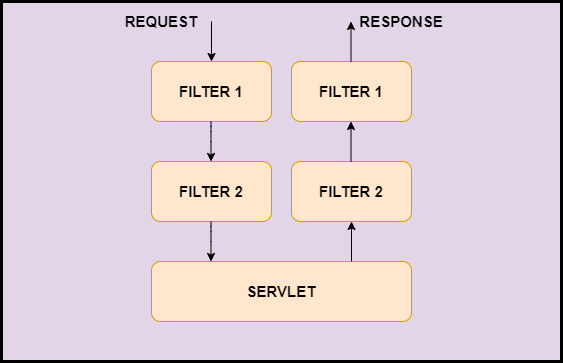 REQUEST
RESPONSE
FILTER 1
FILTER 1
FILTER 2
FILTER 2
SERVLET